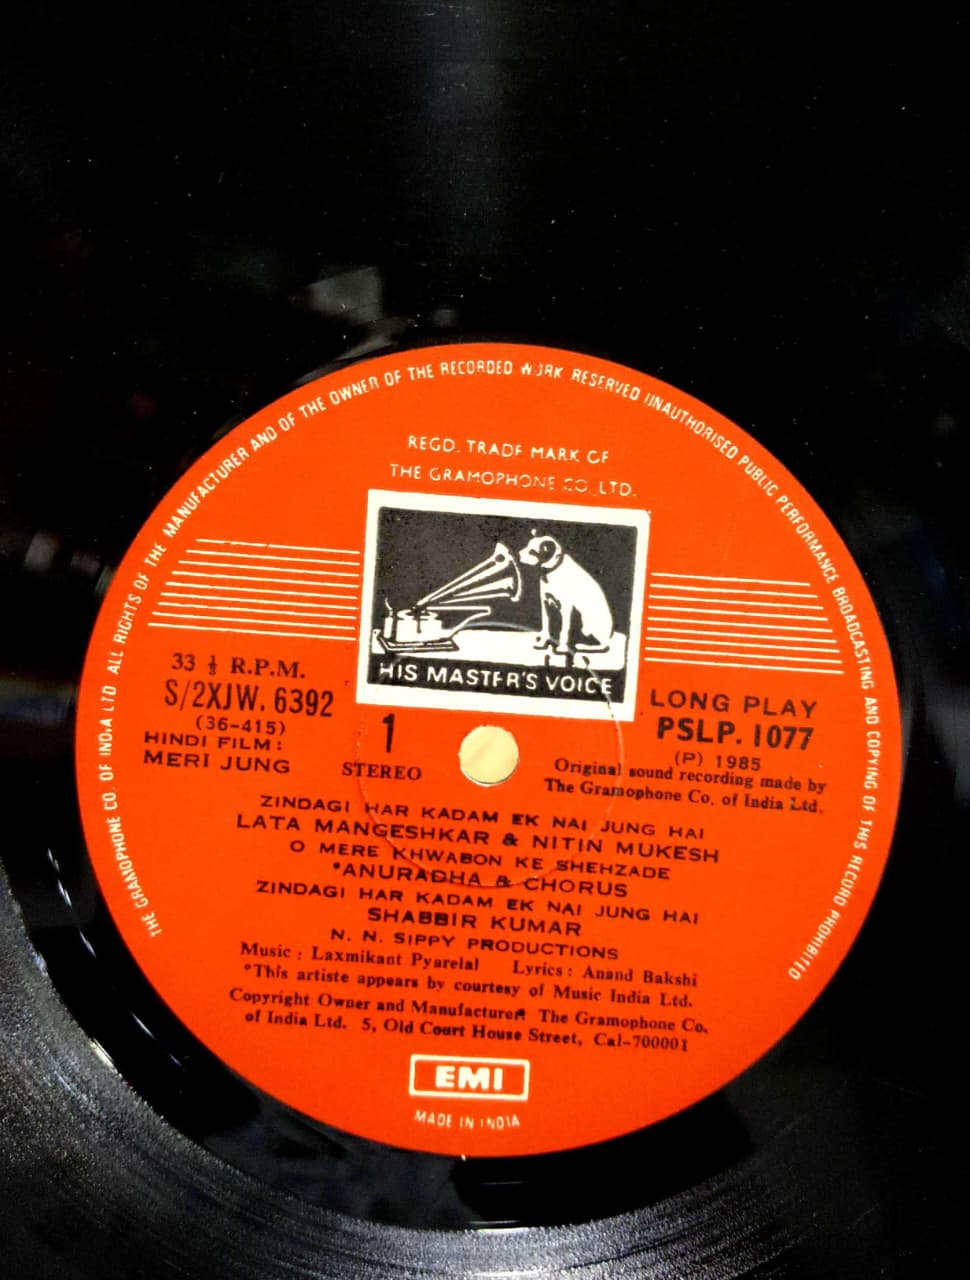 THE GRAMOPHONE CO. OF INDIA LTD. ALL RIGHTS OF THE MANUFACTURER AND OF THE OWNER OF THE RECORDED WORK RESERVED UNAUTHORISED PUBLIC PERFORMANCE BROADCASTING AND COPYING OF THIS RECORD PROHIBITED
REGD. TRADE MARK OF
THE GRAMOPHONE CO. LTD.
HIS MASTER'S VOICE
33 1/3 R.P.M.
S/2XJW. 6392
(36-415)
HINDI FILM:
MERI JUNG
1
STEREO
LONG PLAY
PSLP. 1077
(P) 1985
Original sound recording made by
The Gramophone Co. of India Ltd.
ZINDAGI HAR KADAM EK NAI JUNG HAI
LATA MANGESHKAR & NITIN MUKESH
O MERE KHWABON KE SHEHZADE
*ANURADHA & CHORUS
ZINDAGI HAR KADAM EK NAI JUNG HAI
SHABBIR KUMAR
N. N. SIPPY PRODUCTIONS
Music : Laxmikant Pyarelal Lyrics : Anand Bakshi
*This artiste appears by courtesy of Music India Ltd.
Copyright Owner and Manufacturer: The Gramophone Co.
of India Ltd. 5, Old Court House Street, Cal-700001
EMI
MADE IN INDIA